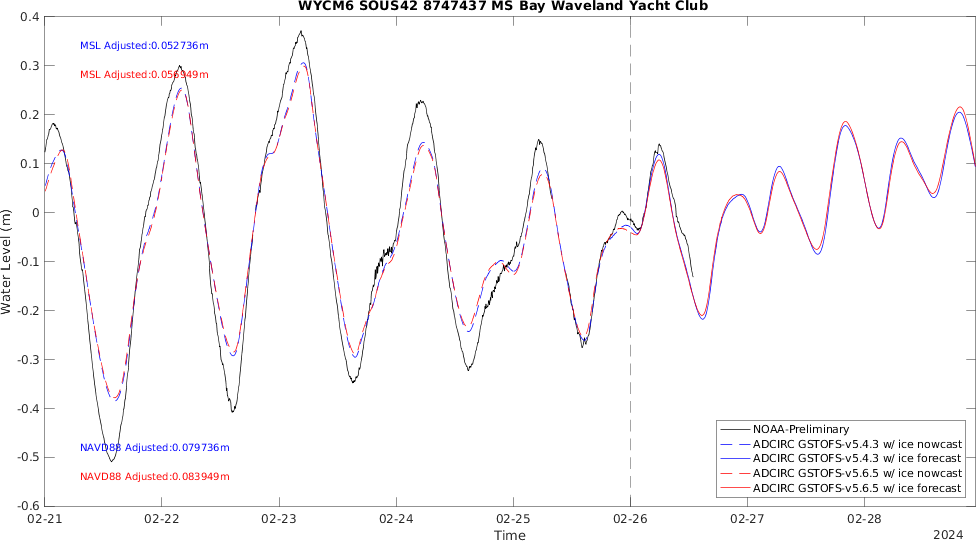 WYCM6 SOUS42 8747437 MS Bay Waveland Yacht Club
0.4
0.3
0.2
0.1
0
-0.1
-0.2
-0.3
-0.4
-0.5
-0.6
Water Level (m)
MSL Adjusted:0.052736m
MSL Adjusted:0.056949m
NAVD88 Adjusted:0.079736m
NAVD88 Adjusted:0.083949m
NOAA-Preliminary
ADCIRC GSTOFS-v5.4.3 w/ ice nowcast
ADCIRC GSTOFS-v5.4.3 w/ ice forecast
ADCIRC GSTOFS-v5.6.5 w/ ice nowcast
ADCIRC GSTOFS-v5.6.5 w/ ice forecast
02-21 02-22 02-23 02-24 02-25 02-26 02-27 02-28
Time
2024